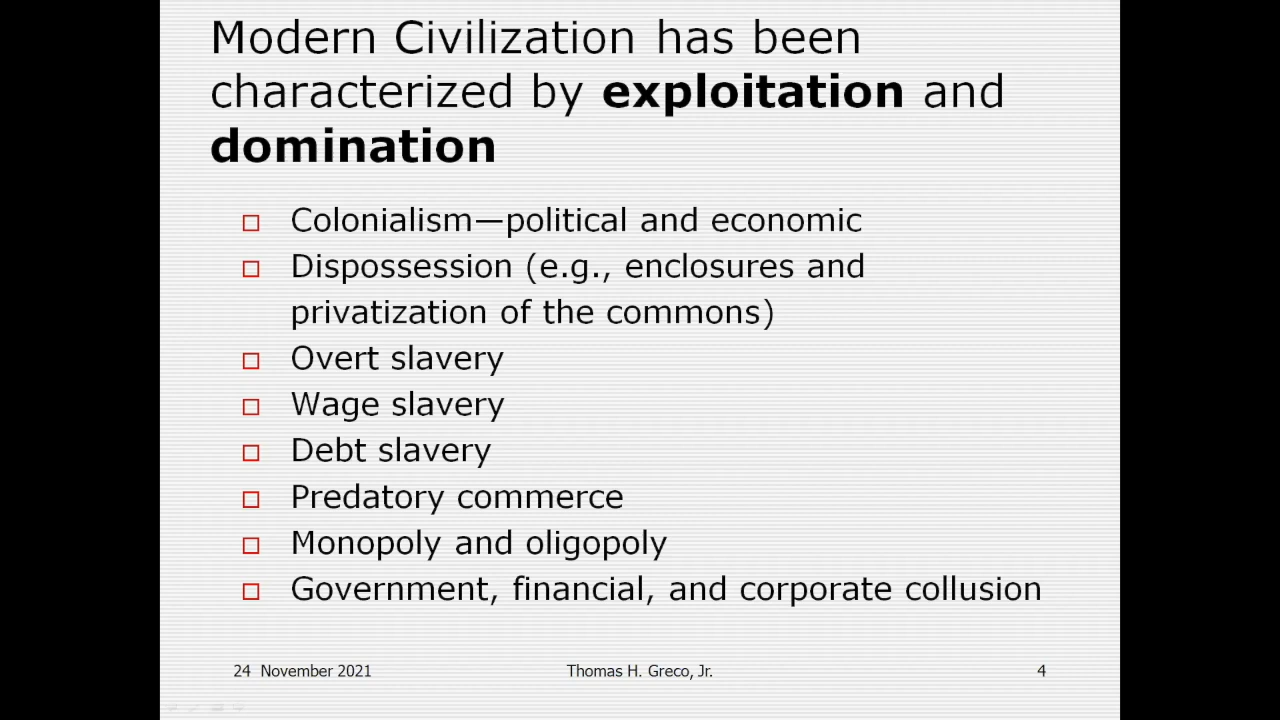 Modern Civilization has been
characterized by exploitation and
domination
Colonialism—political and economic
Dispossession (e.g., enclosures and
privatization of the commons)
Overt slavery
Wage slavery
Debt slavery
Predatory commerce
Monopoly and oligopoly
Government, financial, and corporate collusion
24 November 2021 Thomas H. Greco, Jr. 4